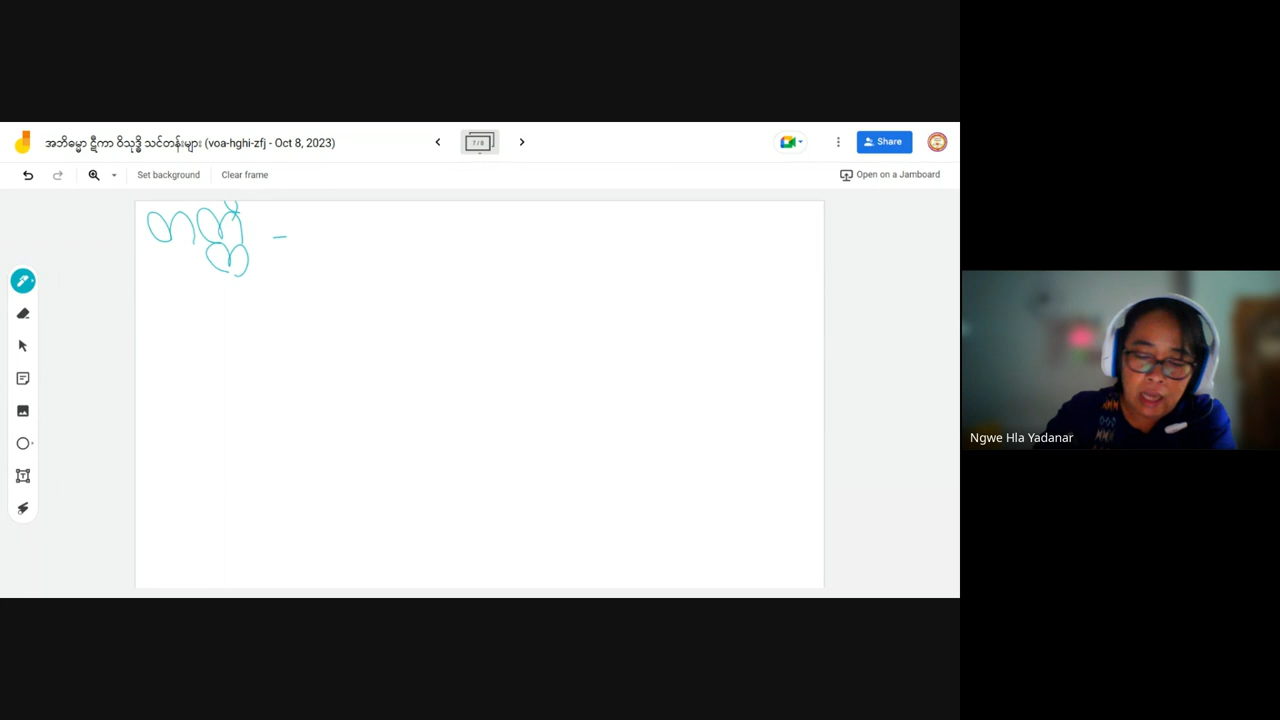 အဘိဓမ္မာ ဋီကာ ဝိသုဒ္ဓိ သင်တန်းများ (voa-hghi-zfj - Oct 8, 2023)
7 / 8
Share
Set background
Clear frame
Open on a Jamboard
Ngwe Hla Yadanar